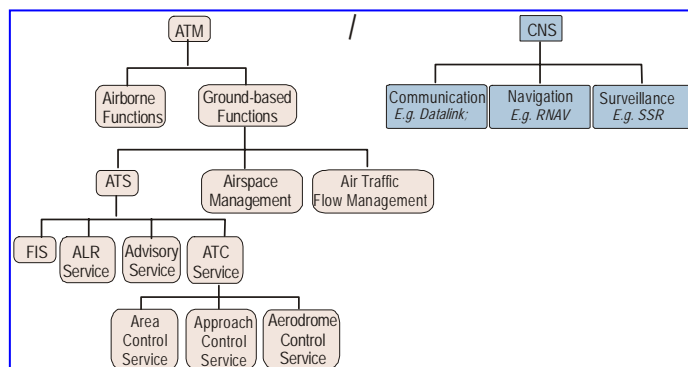 ATM
/
CNS
Airborne
Functions
Ground-based
Functions
Communication
E.g. Datalink;
Navigation
E.g. RNAV
Surveillance
E.g. SSR
ATS
Airspace
Management
Air Traffic
Flow Management
FIS
ALR
Service
Advisory
Service
ATC
Service
Area
Control
Service
Approach
Control
Service
Aerodrome
Control
Service